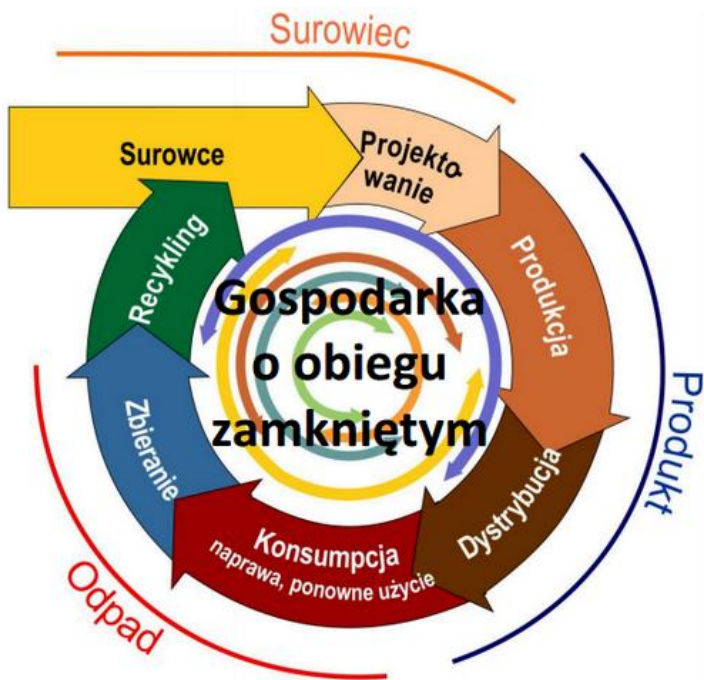 Surowiec
Surowce
Projekto-
wanie
Produkcja
Produkt
Dystrybucja
Konsumpcja
naprawa, ponowne użycie
Odpad
Zbieranie
Recykling
Gospodarka
o obiegu
zamkniętym